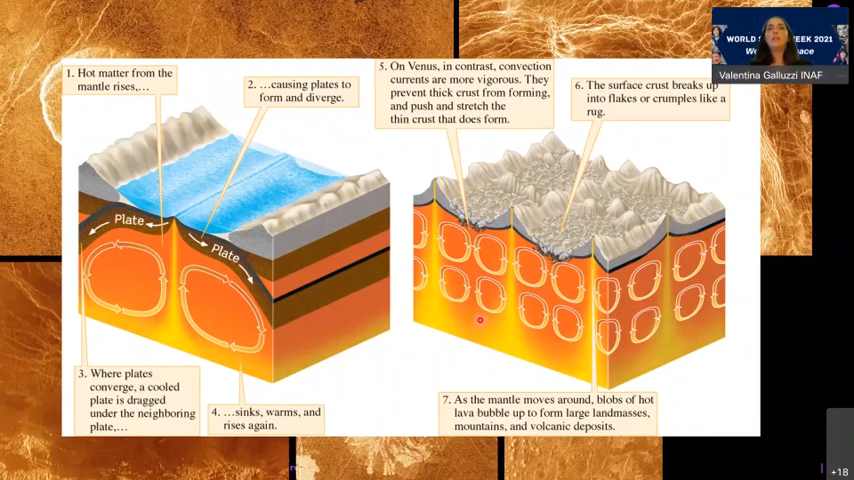 WORLD S
EEK 2021
We
ace
Valentina Galluzzi INAF
1. Hot matter from the
mantle rises,...
2. ...causing plates to
form and diverge.
5. On Venus, in contrast, convection
currents are more vigorous. They
prevent thick crust from forming,
and push and stretch the
thin crust that does form.
6. The surface crust breaks up
into flakes or crumples like a
rug.
Plate
Plate
3. Where plates
converge, a cooled
plate is dragged
under the neighboring
plate,...
4. ...sinks, warms, and
rises again.
7. As the mantle moves around, blobs of hot
lava bubble up to form large landmasses,
mountains, and volcanic deposits.
+18